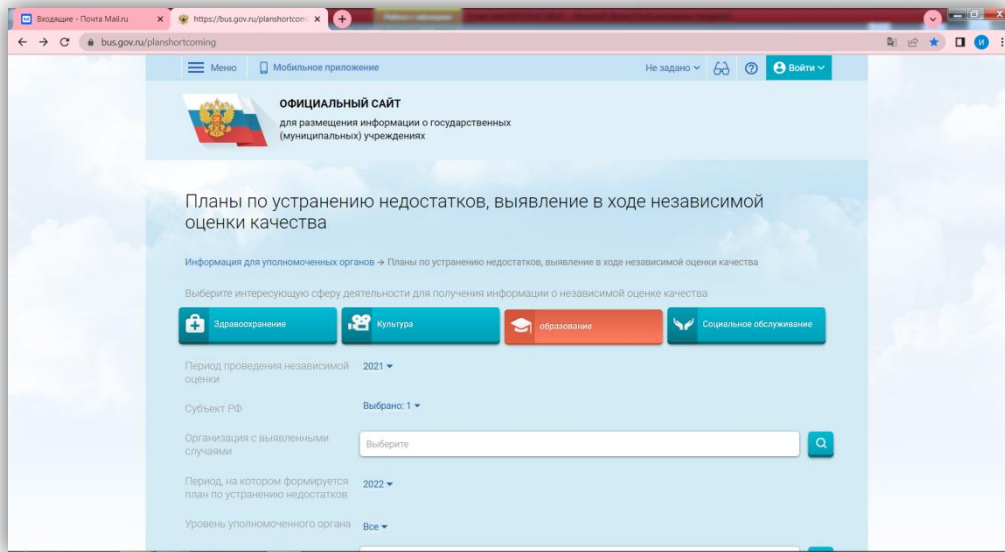 Входящие - Почта Mail.ru
https://bus.gov.ru/planshortcom
bus.gov.ru/planshortcoming
Меню
Мобильное приложение
Не задано
Войти
ОФИЦИАЛЬНЫЙ САЙТ
для размещения информации о государственных
(муниципальных) учреждениях
Планы по устранению недостатков, выявление в ходе независимой
оценки качества
Информация для уполномоченных органов → Планы по устранению недостатков, выявление в ходе независимой оценки качества
Выберите интересующую сферу деятельности для получения информации о независимой оценке качества
Здравоохранение
Культура
образование
Социальное обслуживание
Период проведения независимой
оценки
2021
Субъект РФ
Выбрано: 1
Организация с выявленными
случаями
Выберите
Период, на котором формируется
план по устранению недостатков
2022
Уровень уполномоченного органа
Все